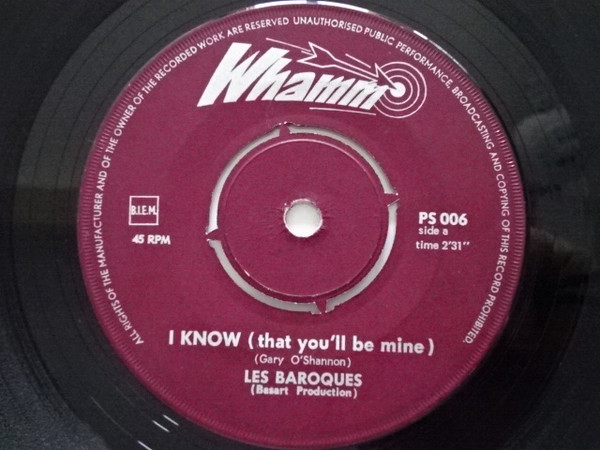 ALL RIGHTS OF THE MANUFACTURER AND OF THE OWNER OF THE RECORDED WORK ARE RESERVED UNAUTHORISED PUBLIC PERFORMANCE, BROADCASTING AND COPYING OF THIS RECORD PROHIBITED.
Whamm
B.I.E.M.
45 RPM
PS 006
side a
time 2'31"
I KNOW (that you'll be mine)
(Gary O'Shannon)
LES BAROQUES
(Basart Production)